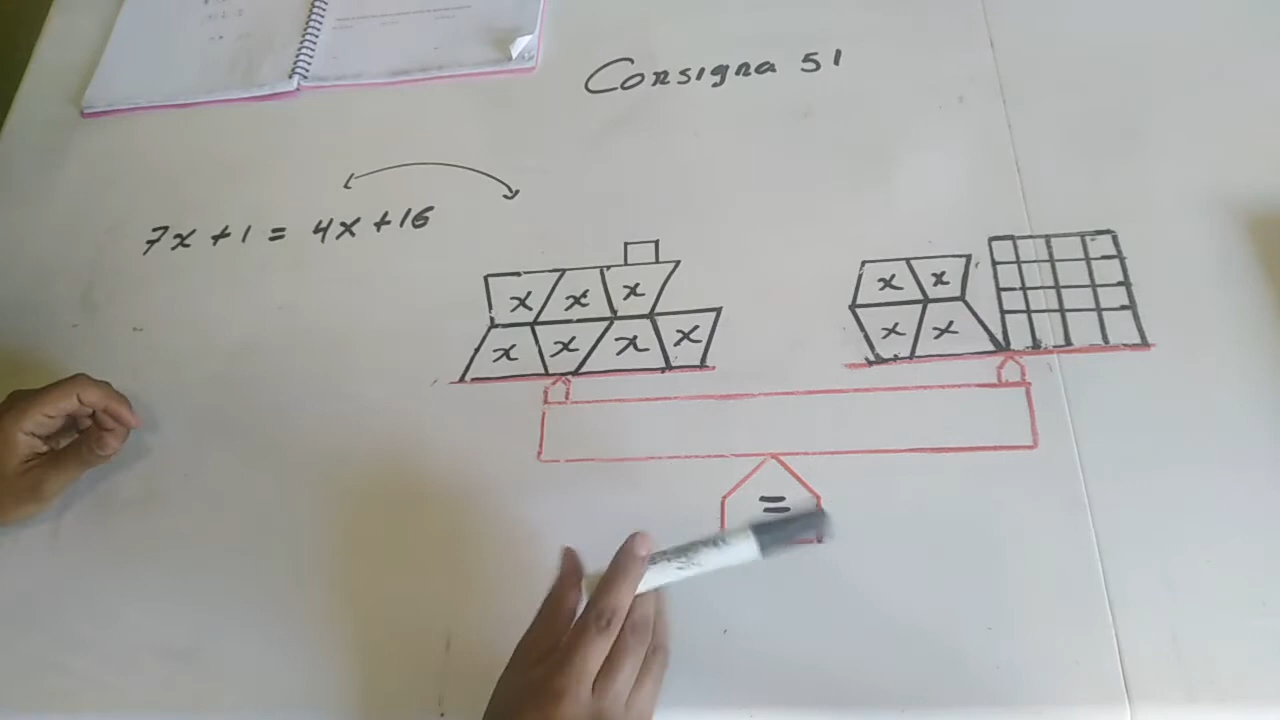 Consigna 51
7x + 1 = 4x + 16
x x x
x x x x
x x
x x
=